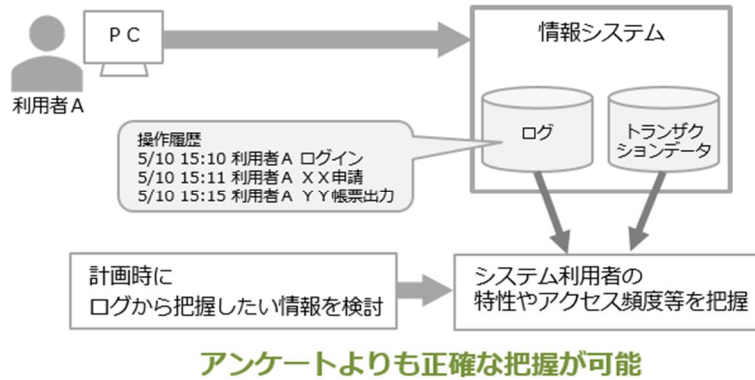 PC
利用者A
情報システム
ログ
トランザク
ションデータ
操作履歴
5/10 15:10 利用者A ログイン
5/10 15:11 利用者A XX申請
5/10 15:15 利用者A YY帳票出力
計画時に
ログから把握したい情報を検討
システム利用者の
特性やアクセス頻度等を把握
アンケートよりも正確な把握が可能